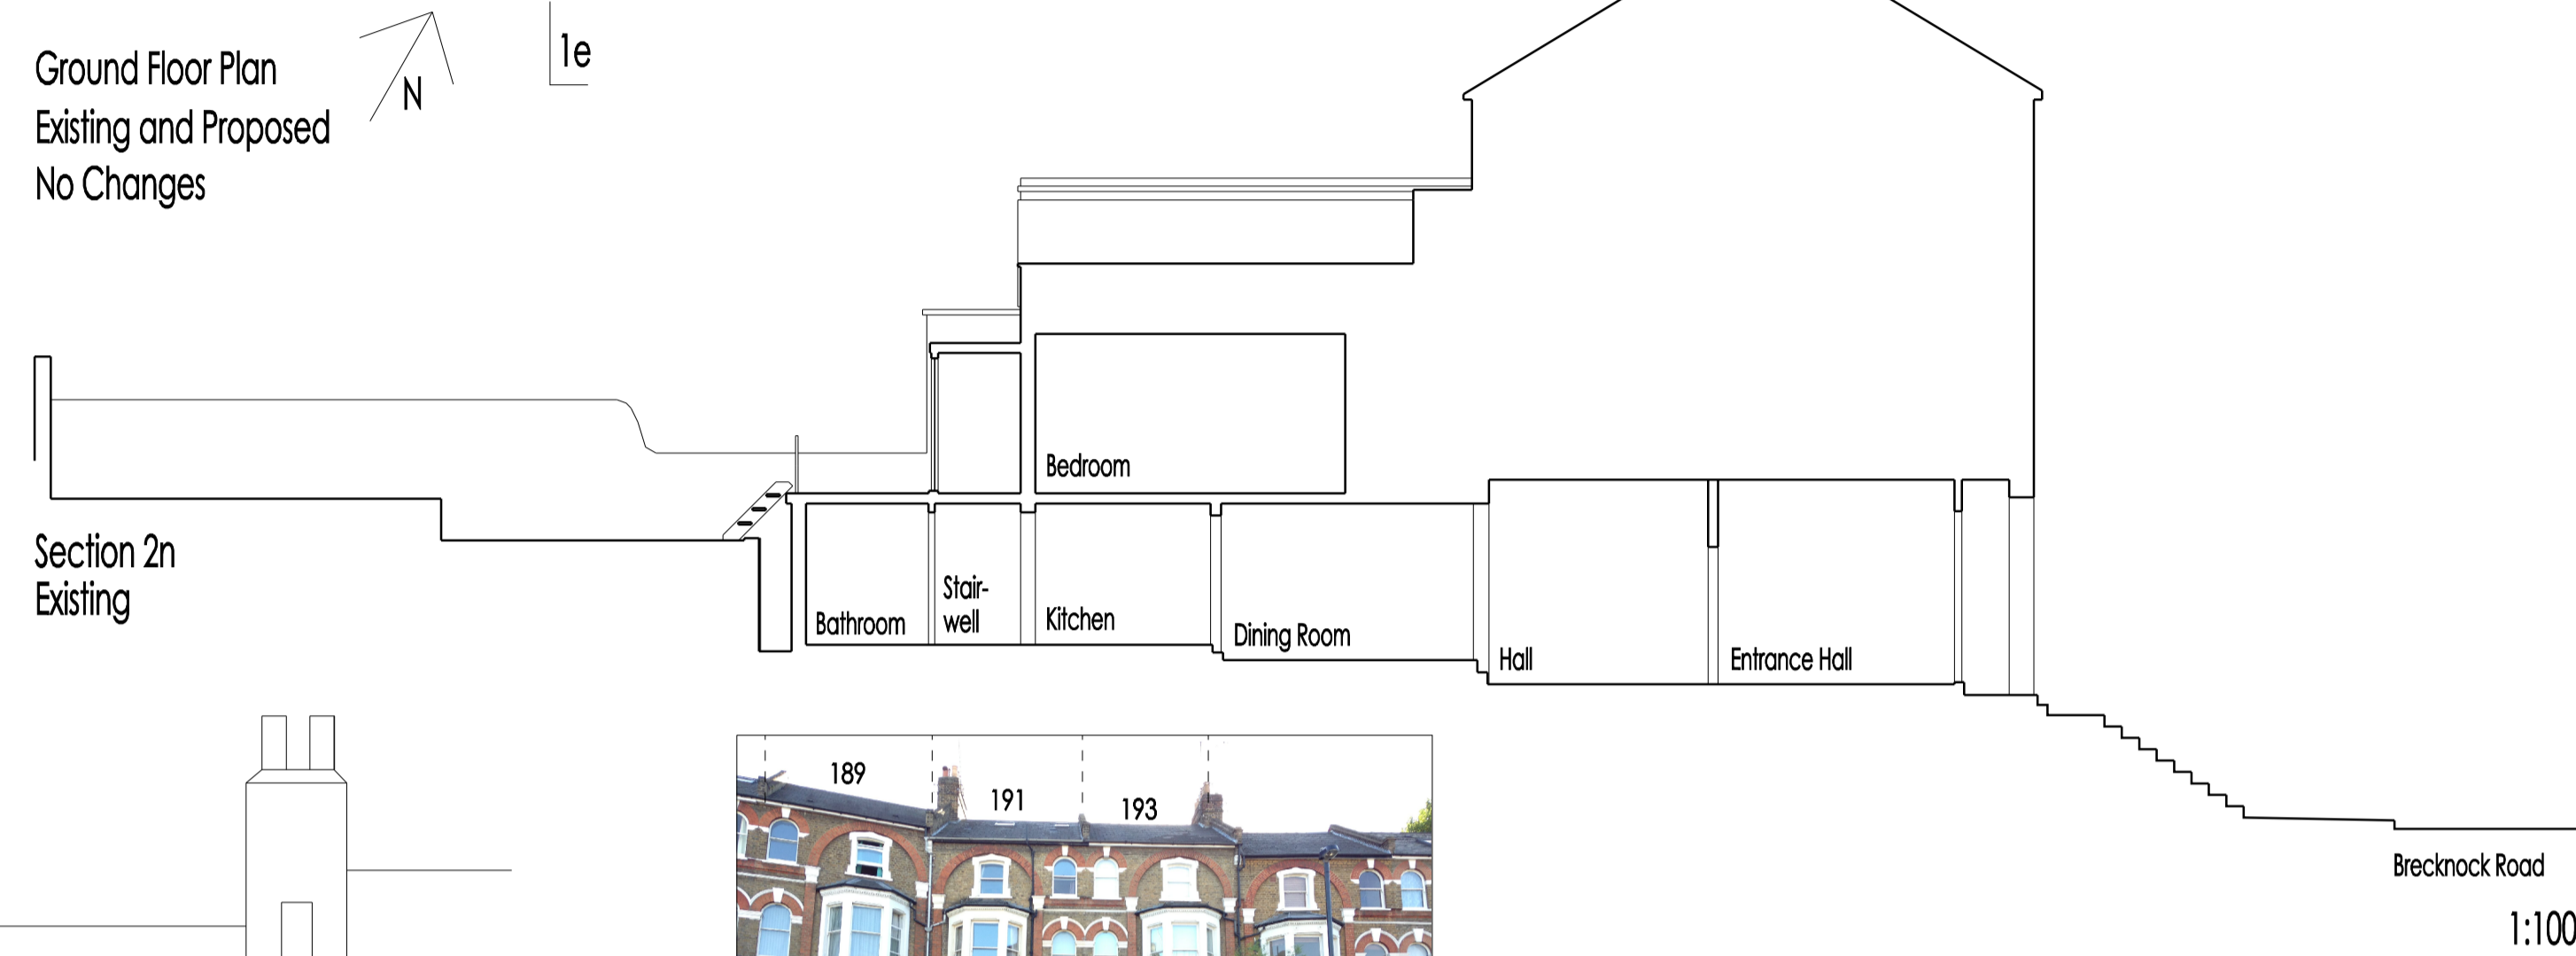 Ground Floor Plan
Existing and Proposed
No Changes
N
1e
Bedroom
Section 2n
Existing
Bathroom
Stair-
well
Kitchen
Dining Room
Hall
Entrance Hall
189
191
193
Brecknock Road
1:100